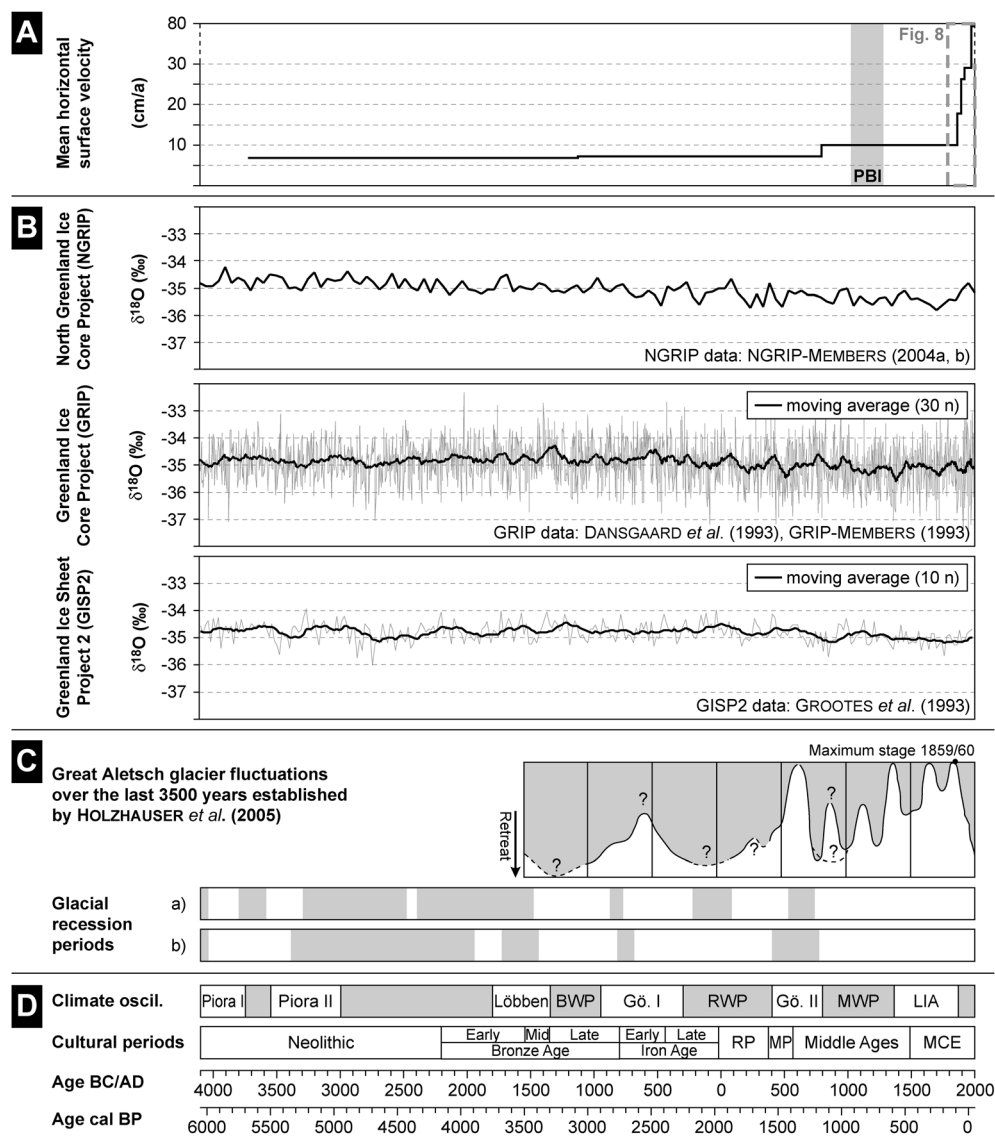 A
Mean horizontal
surface velocity
(cm/a)
80
30
20
10
Fig. 8
PBI
B
North Greenland Ice
Core Project (NGRIP)
δ18O (‰)
-33
-34
-35
-36
-37
NGRIP data: NGRIP-MEMBERS (2004a, b)
Greenland Ice
Core Project (GRIP)
δ18O (‰)
-33
-34
-35
-36
-37
moving average (30 n)
GRIP data: DANSGAARD et al. (1993), GRIP-MEMBERS (1993)
Greenland Ice Sheet
Project 2 (GISP2)
δ18O (‰)
-33
-34
-35
-36
-37
moving average (10 n)
GISP2 data: GROOTES et al. (1993)
C
Great Aletsch glacier fluctuations
over the last 3500 years established
by HOLZHAUSER et al. (2005)
Maximum stage 1859/60
Retreat
? ? ? ? ? ?
Glacial
recession
periods
a)
b)
D
Climate oscil.
Piora I Piora II Löbben BWP Gö. I RWP Gö. II MWP LIA
Cultural periods
Neolithic Early Mid Late Bronze Age Early Late Iron Age RP MP Middle Ages MCE
Age BC/AD
4000 3500 3000 2500 2000 1500 1000 500 0 500 1000 1500 2000
Age cal BP
6000 5500 5000 4500 4000 3500 3000 2500 2000 1500 1000 500 0